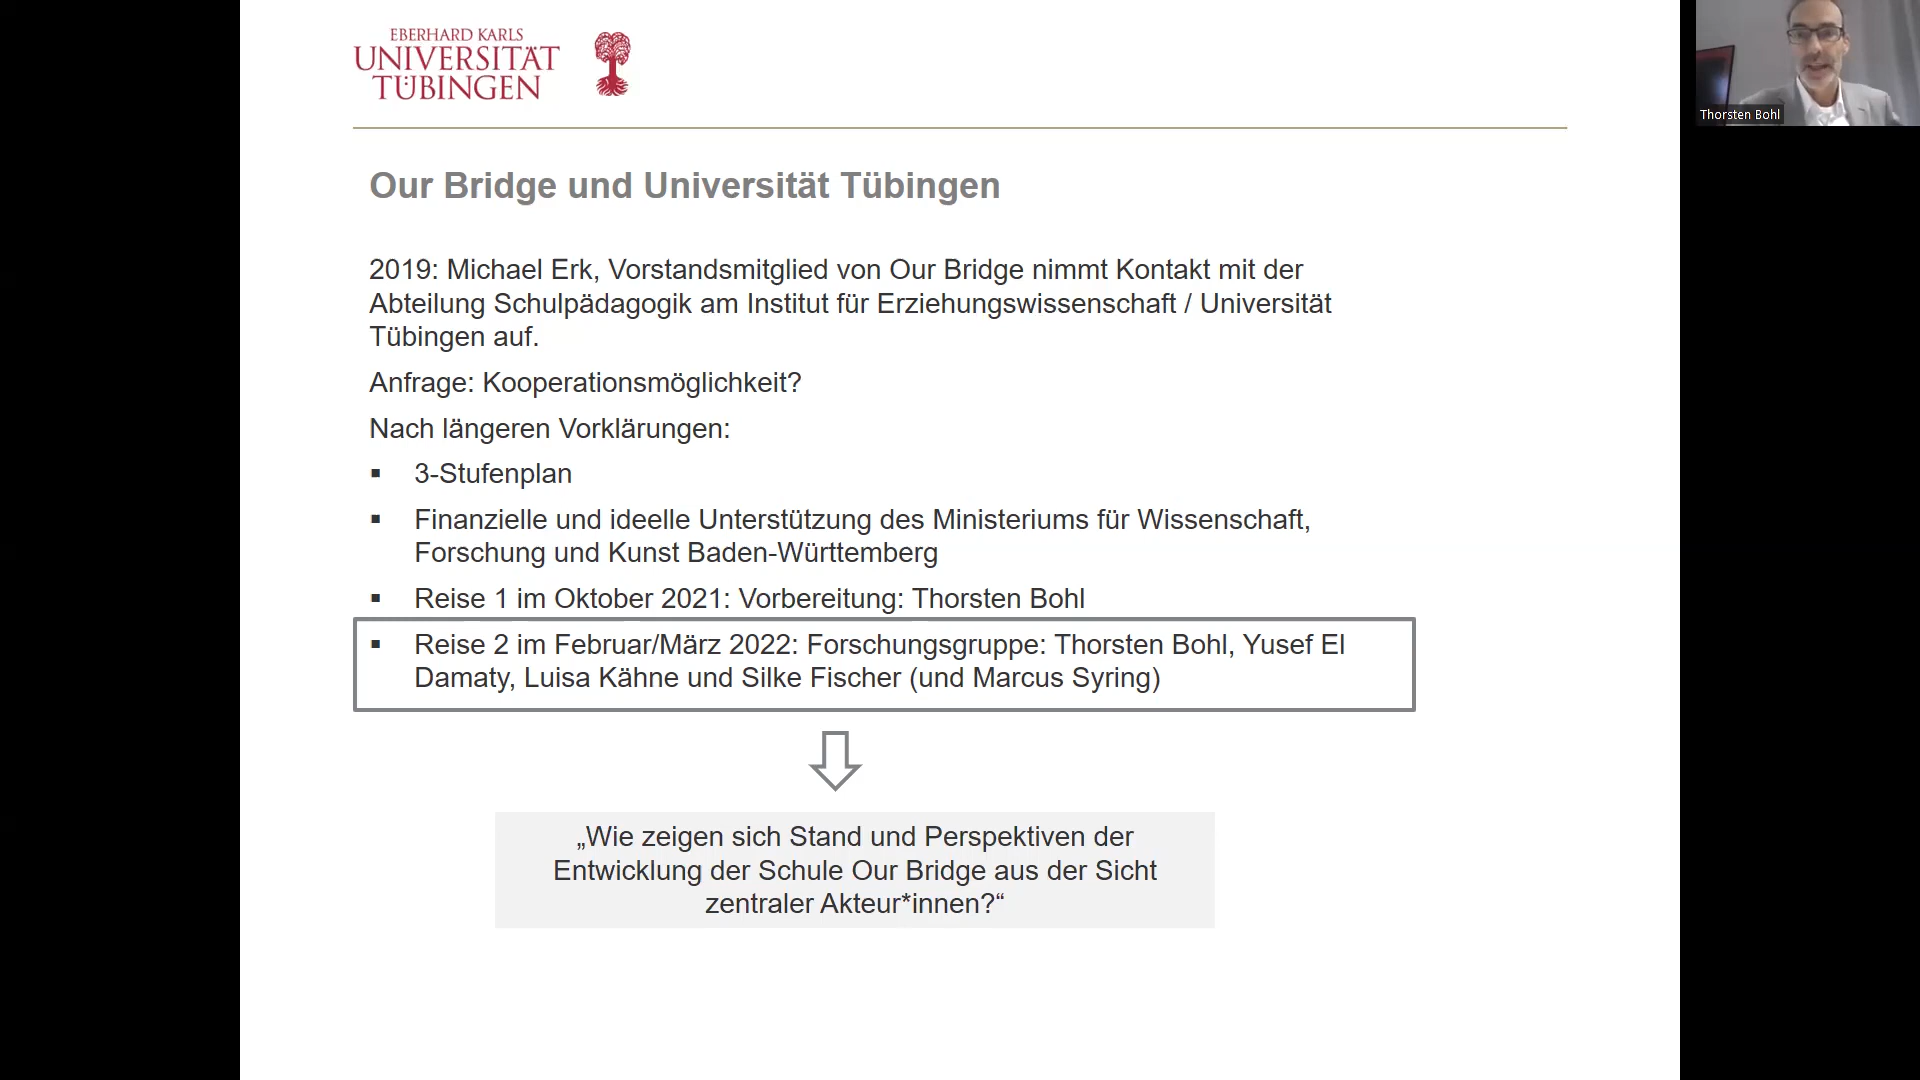 EBERHARD KARLS
UNIVERSITÄT
TÜBINGEN
Thorsten Bohl
Our Bridge und Universität Tübingen
2019: Michael Erk, Vorstandsmitglied von Our Bridge nimmt Kontakt mit der
Abteilung Schulpädagogik am Institut für Erziehungswissenschaft / Universität
Tübingen auf.
Anfrage: Kooperationsmöglichkeit?
Nach längeren Vorklärungen:
▪ 3-Stufenplan
▪ Finanzielle und ideelle Unterstützung des Ministeriums für Wissenschaft,
Forschung und Kunst Baden-Württemberg
▪ Reise 1 im Oktober 2021: Vorbereitung: Thorsten Bohl
▪ Reise 2 im Februar/März 2022: Forschungsgruppe: Thorsten Bohl, Yusef El
Damaty, Luisa Kähne und Silke Fischer (und Marcus Syring)
„Wie zeigen sich Stand und Perspektiven der
Entwicklung der Schule Our Bridge aus der Sicht
zentraler Akteur*innen?“